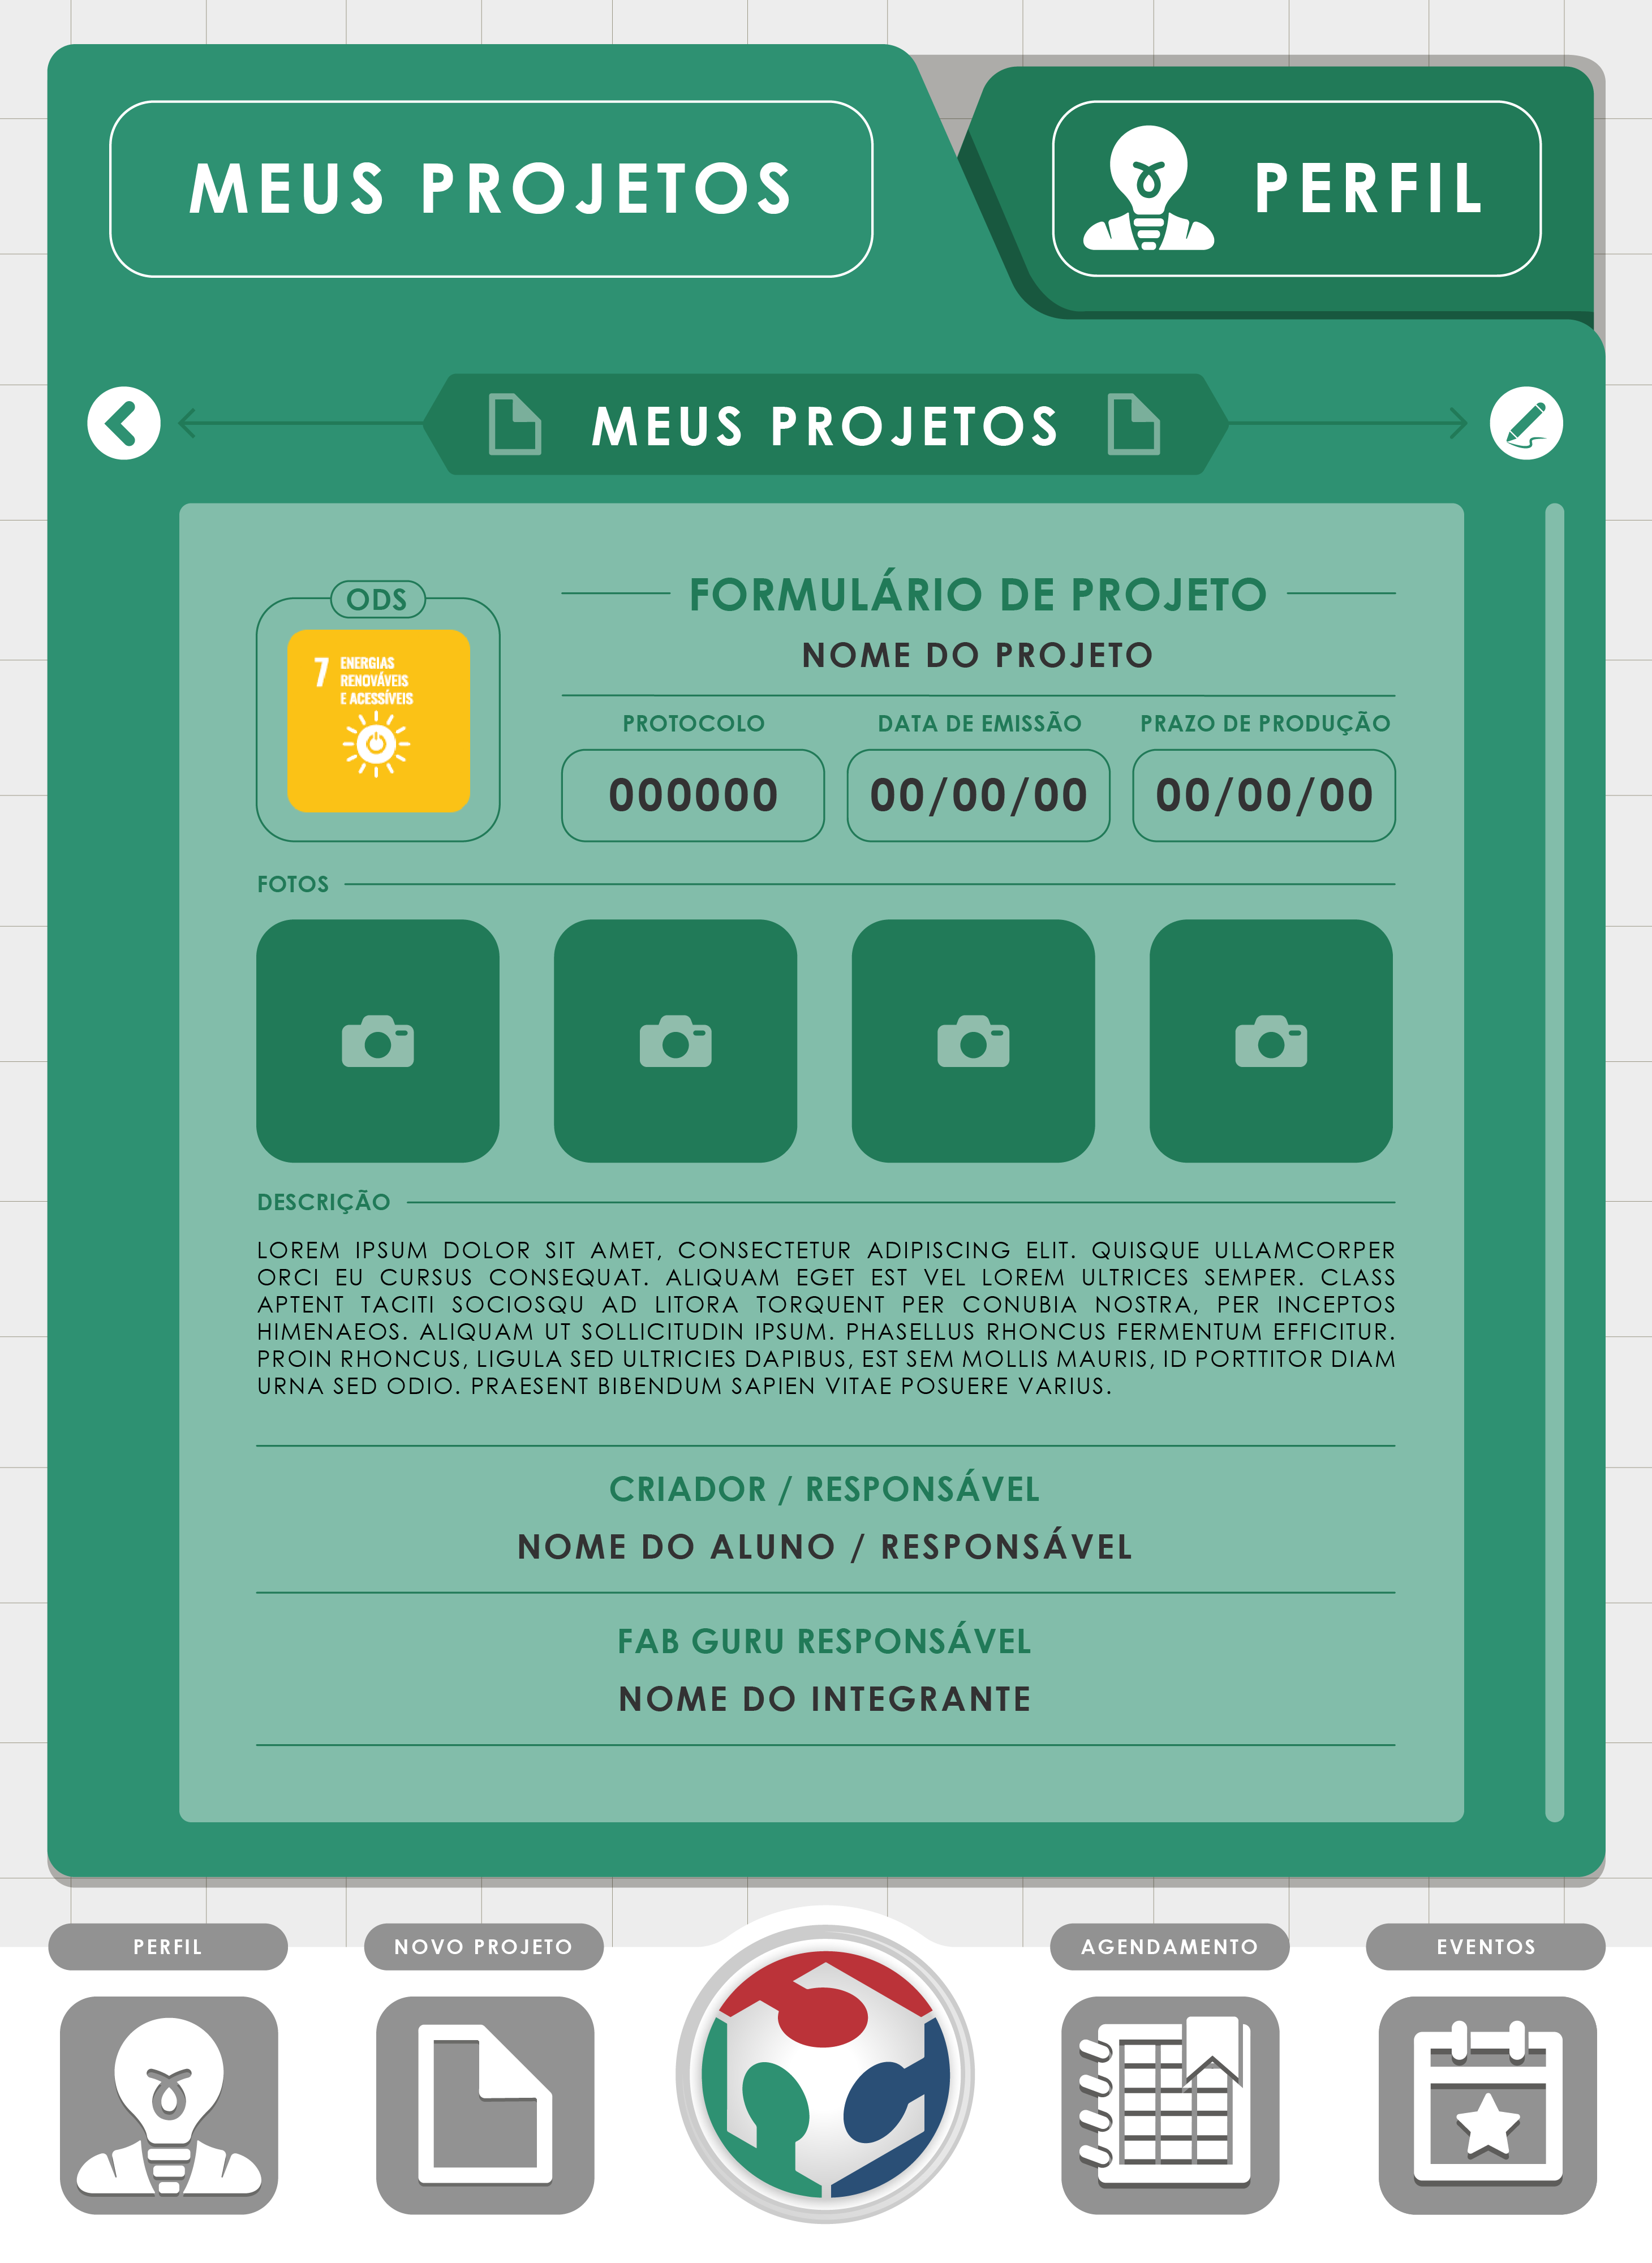 MEUS PROJETOS
PERFIL
MEUS PROJETOS
ODS
7 ENERGIAS
RENOVÁVEIS
E ACESSÍVEIS
FORMULÁRIO DE PROJETO
NOME DO PROJETO
PROTOCOLO DATA DE EMISSÃO PRAZO DE PRODUÇÃO
000000 00/00/00 00/00/00
FOTOS
DESCRIÇÃO
LOREM IPSUM DOLOR SIT AMET, CONSECTETUR ADIPISCING ELIT. QUISQUE ULLAMCORPER
ORCI EU CURSUS CONSEQUAT. ALIQUAM EGET EST VEL LOREM ULTRICES SEMPER. CLASS
APTENT TACITI SOCIOSQU AD LITORA TORQUENT PER CONUBIA NOSTRA, PER INCEPTOS
HIMENAEOS. ALIQUAM UT SOLLICITUDIN IPSUM. PHASELLUS RHONCUS FERMENTUM EFFICITUR.
PROIN RHONCUS, LIGULA SED ULTRICIES DAPIBUS, EST SEM MOLLIS MAURIS, ID PORTTITOR DIAM
URNA SED ODIO. PRAESENT BIBENDUM SAPIEN VITAE POSUERE VARIUS.
CRIADOR / RESPONSÁVEL
NOME DO ALUNO / RESPONSÁVEL
FAB GURU RESPONSÁVEL
NOME DO INTEGRANTE
PERFIL NOVO PROJETO AGENDAMENTO EVENTOS